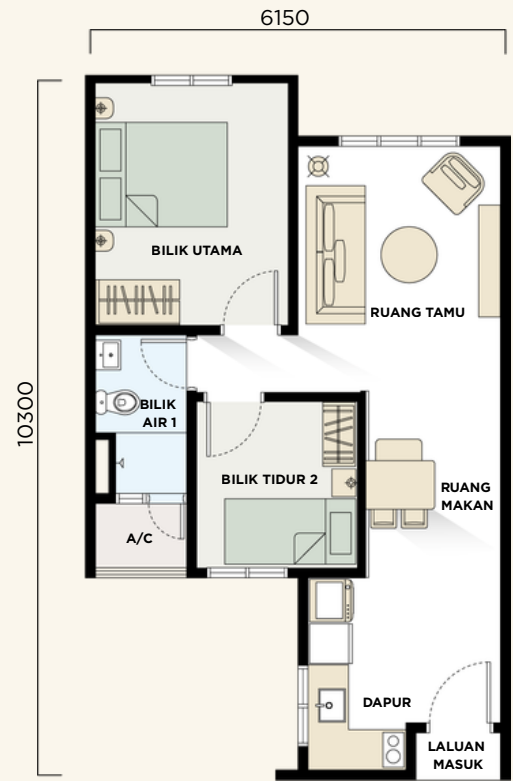 6150
10300
BILIK UTAMA
RUANG TAMU
BILIK
AIR 1
BILIK TIDUR 2
RUANG
MAKAN
A/C
DAPUR
LALUAN
MASUK